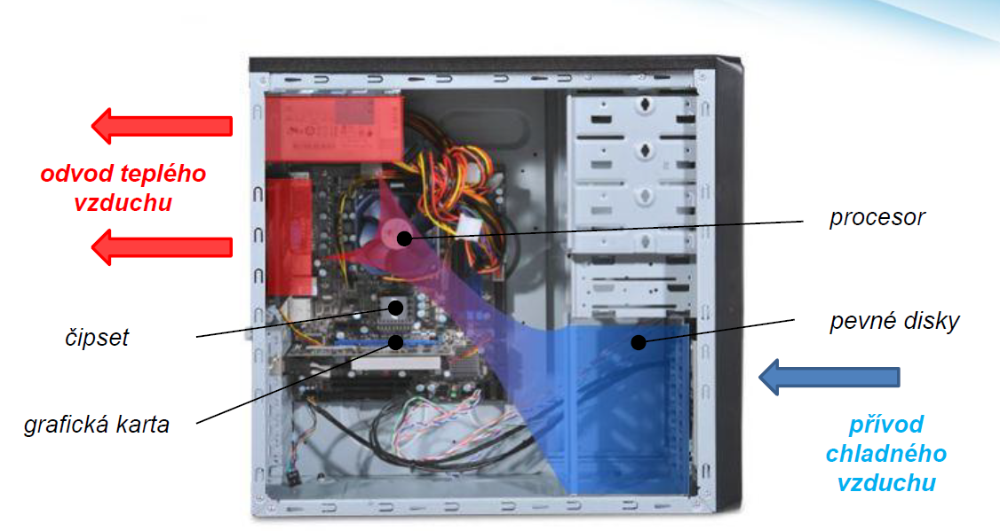 odvod teplého
vzduchu
procesor
čipset
pevné disky
grafická karta
přívod
chladného
vzduchu